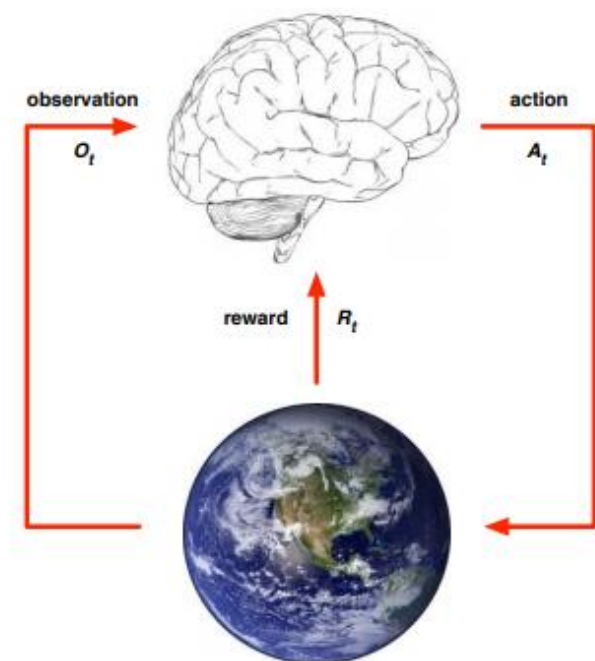 observation
O_t
action
A_t
reward
R_t